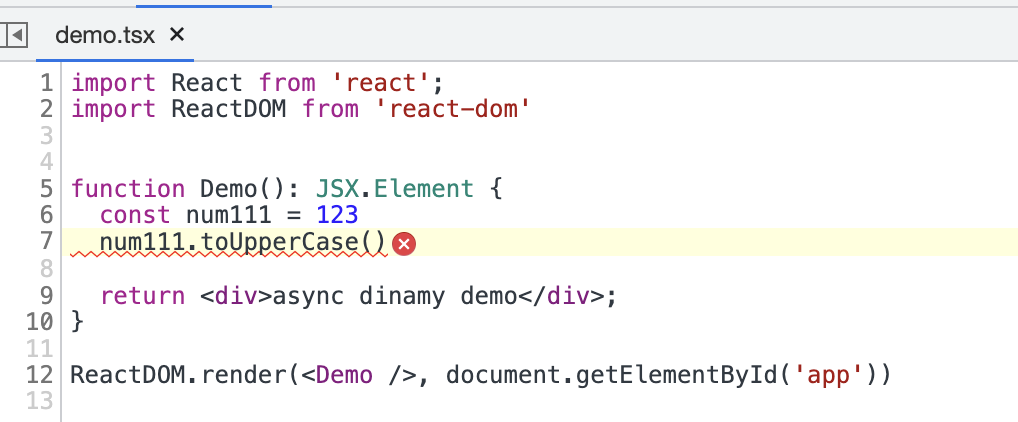 demo.tsx ×
1 import React from 'react';
2 import ReactDOM from 'react-dom'
3
4
5 function Demo(): JSX.Element {
6   const num111 = 123
7   num111.toUpperCase()
8
9   return <div>async dinamy demo</div>;
10 }
11
12 ReactDOM.render(<Demo />, document.getElementById('app'))
13